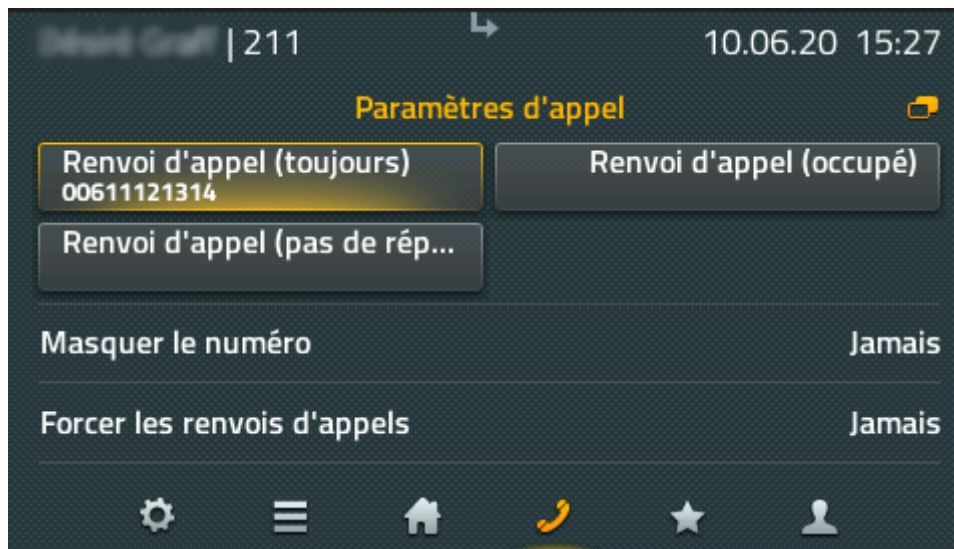 | 211
10.06.20 15:27
Paramètres d'appel
Renvoi d'appel (toujours)
00611121314
Renvoi d'appel (occupé)
Renvoi d'appel (pas de rép...
Masquer le numéro
Jamais
Forcer les renvois d'appels
Jamais